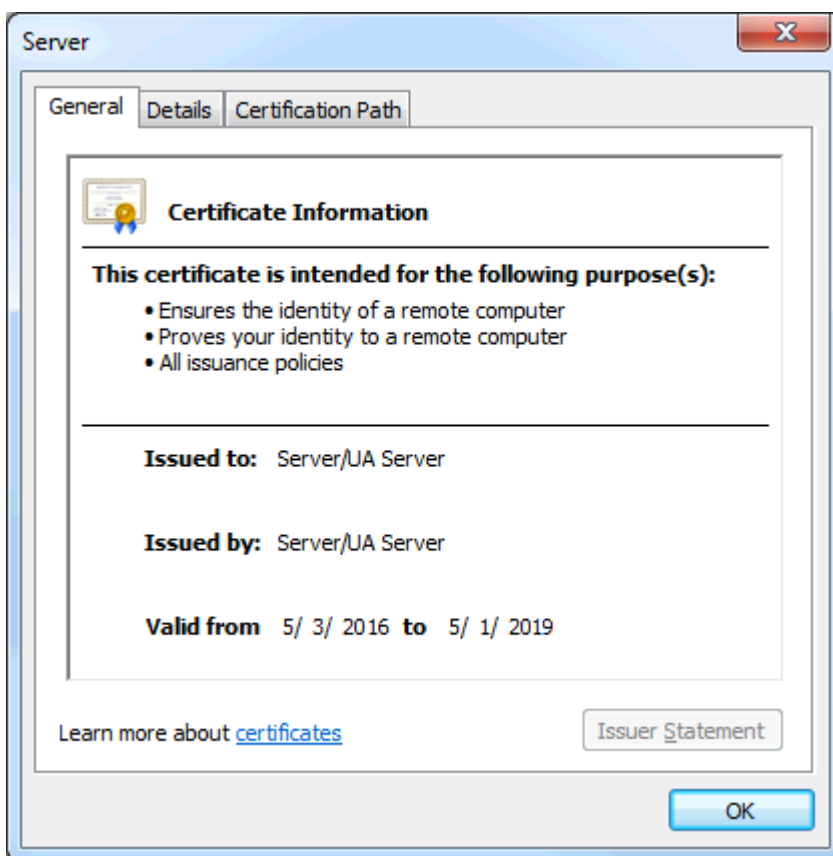 Server
General Details Certification Path
Certificate Information
This certificate is intended for the following purpose(s):
• Ensures the identity of a remote computer
• Proves your identity to a remote computer
• All issuance policies
Issued to: Server/UA Server
Issued by: Server/UA Server
Valid from 5/ 3/ 2016 to 5/ 1/ 2019
Learn more about certificates Issuer Statement
OK